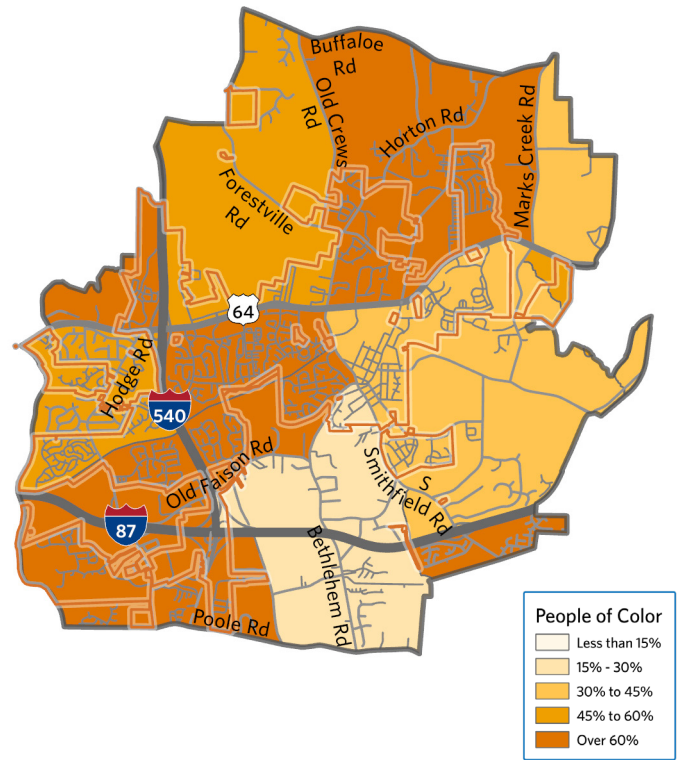 Buffaloe
Rd
Old Crews
Rd
Horton Rd
Marks Creek Rd
Forestville
Rd
64
Hodge Rd
540
Old Faison Rd
S
Smithfield Rd
87
Bethlehem Rd
Poole Rd
People of Color
Less than 15%
15% - 30%
30% to 45%
45% to 60%
Over 60%